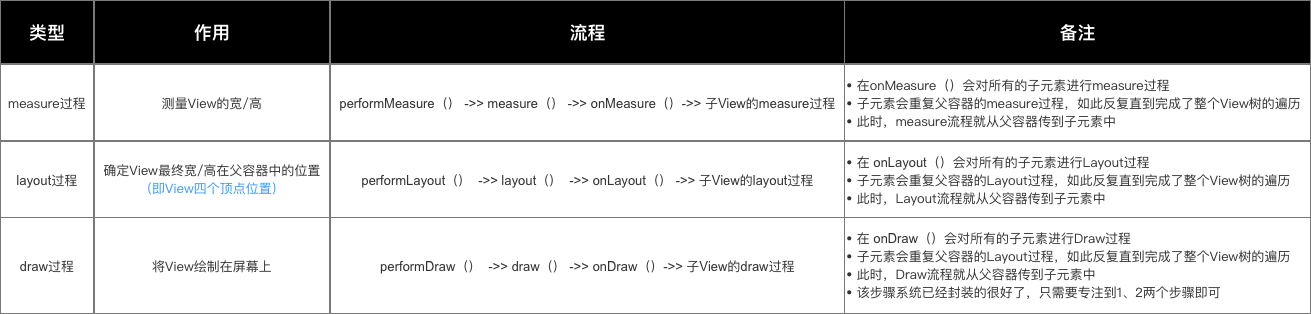 类型 作用 流程 备注
measure过程 测量View的宽/高 performMeasure（） ->> measure（） ->> onMeasure（）->> 子View的measure过程
• 在onMeasure（）会对所有的子元素进行measure过程
• 子元素会重复父容器的measure过程，如此反复直到完成了整个View树的遍历
• 此时，measure流程就从父容器传到子元素中
layout过程
确定View最终宽/高在父容器中的位置
（即View四个顶点位置）
performLayout（） ->> layout（） ->> onLayout（） ->> 子View的layout过程
• 在 onLayout（）会对所有的子元素进行Layout过程
• 子元素会重复父容器的Layout过程，如此反复直到完成了整个View树的遍历
• 此时，Layout流程就从父容器传到子元素中
draw过程 将View绘制在屏幕上 performDraw（） ->> draw（） ->> onDraw（）->> 子View的draw过程
• 在 onDraw（）会对所有的子元素进行Draw过程
• 子元素会重复父容器的Layout过程，如此反复直到完成了整个View树的遍历
• 此时，Draw流程就从父容器传到子元素中
• 该步骤系统已经封装的很好了，只需要专注到1、2两个步骤即可